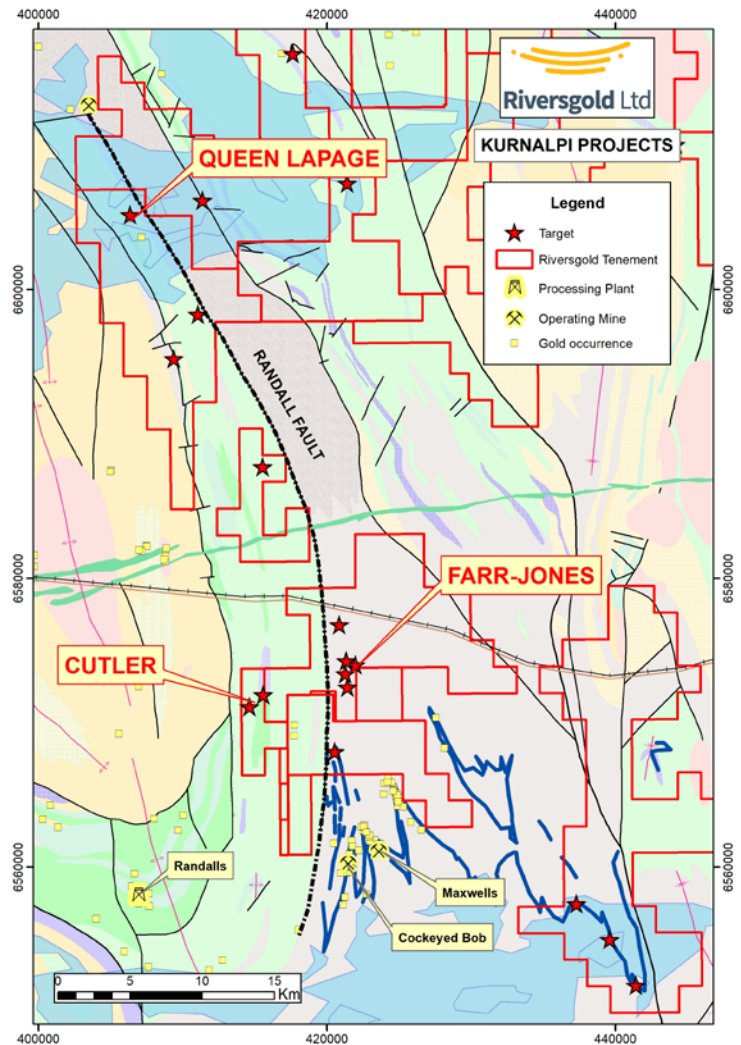 400000
420000
440000
Riversgold Ltd
KURNALPI PROJECTS
QUEEN LAPAGE
Legend
Target
Riversgold Tenement
Processing Plant
Operating Mine
Gold occurrence
6600000
6600000
RANDALL FAULT
6580000
6580000
FARR-JONES
CUTLER
Randalls
6560000
6560000
Maxwells
Cockeyed Bob
0
5
10
15
Km
400000
420000
440000